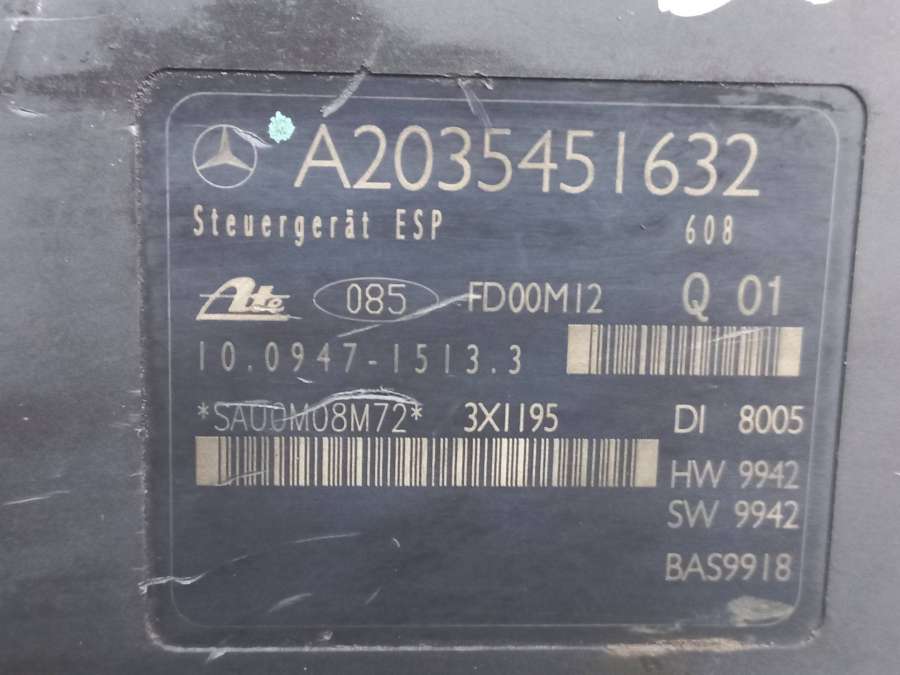 A2035451632
Steuergerät ESP 608
Ate 085 FD00M12 Q 01
10.0947-1513.3
*SAU0M08M72* 3X1195 DI 8005
HW 9942
SW 9942
BAS9918